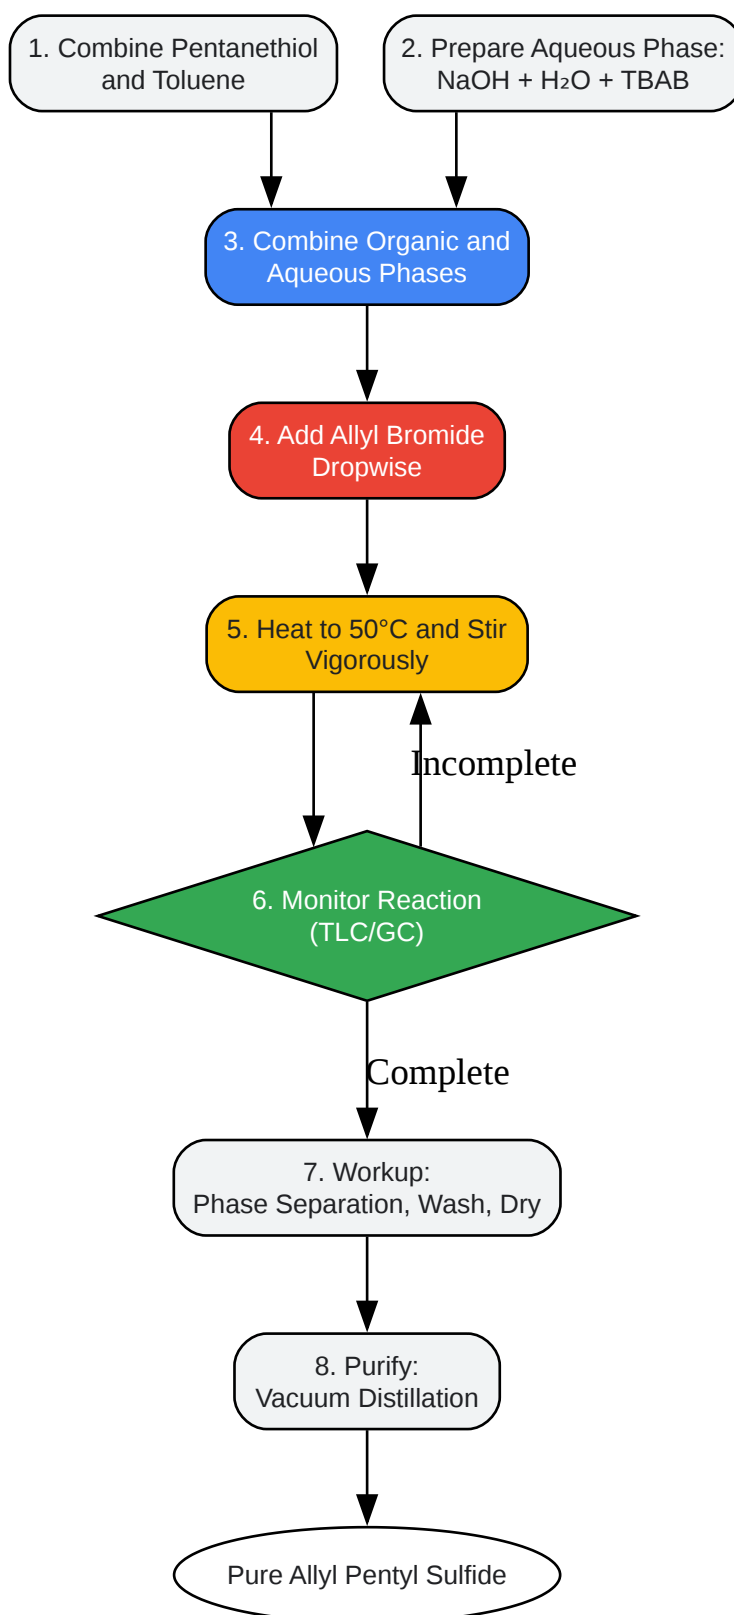 1. Combine Pentanethiol
and Toluene
2. Prepare Aqueous Phase:
NaOH + H₂O + TBAB
3. Combine Organic and
Aqueous Phases
4. Add Allyl Bromide
Dropwise
5. Heat to 50°C and Stir
Vigorously
Incomplete
6. Monitor Reaction
(TLC/GC)
Complete
7. Workup:
Phase Separation, Wash, Dry
8. Purify:
Vacuum Distillation
Pure Allyl Pentyl Sulfide